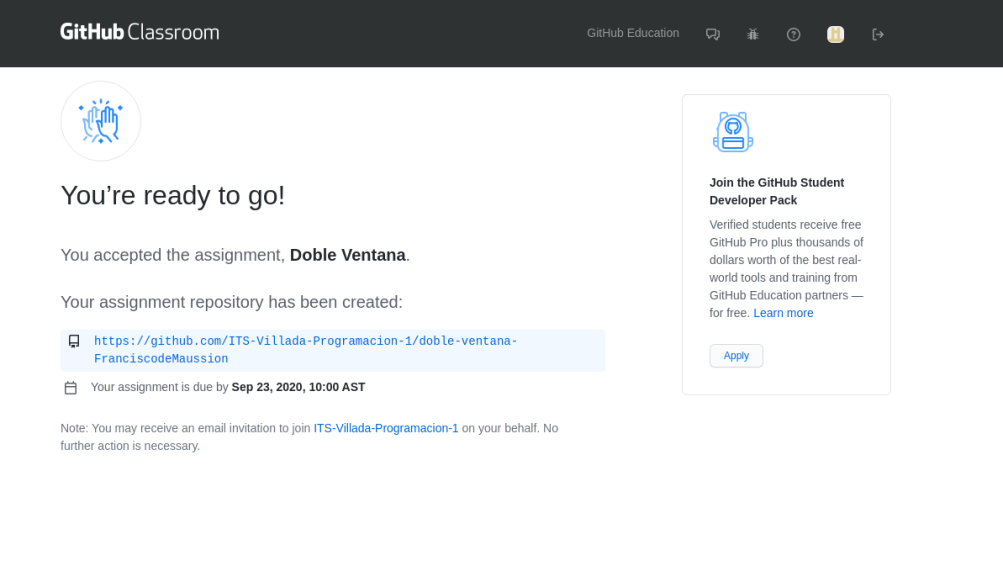 GitHub Classroom
GitHub Education
You’re ready to go!
You accepted the assignment, Doble Ventana.
Your assignment repository has been created:
https://github.com/ITS-Villada-Programacion-1/doble-ventana-
FranciscodeMaussion
Your assignment is due by Sep 23, 2020, 10:00 AST
Note: You may receive an email invitation to join ITS-Villada-Programacion-1 on your behalf. No
further action is necessary.
Join the GitHub Student
Developer Pack
Verified students receive free
GitHub Pro plus thousands of
dollars worth of the best real-
world tools and training from
GitHub Education partners —
for free. Learn more
Apply